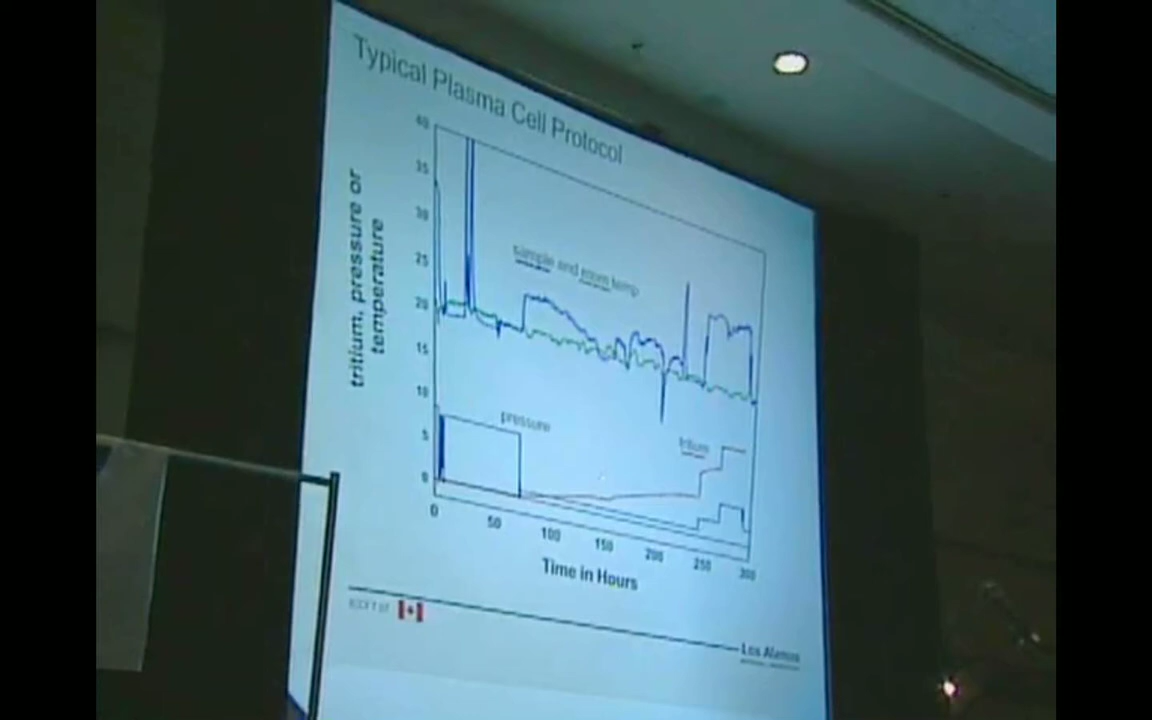 Typical Plasma Cell Protocol
tritium, pressure or
temperature
40
35
30
25
20
15
10
5
0
sample and room temp
pressure
tritium
0 50 100 150 200 250 300
Time in Hours
Los Alamos